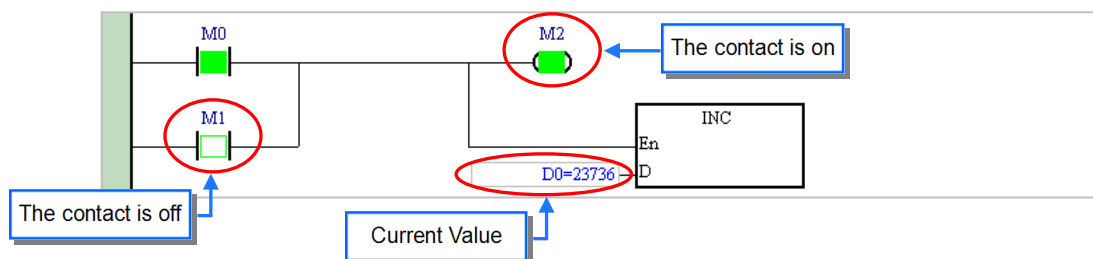 M0
M2
The contact is on
M1
INC
En
D0=23736
D
The contact is off
Current Value